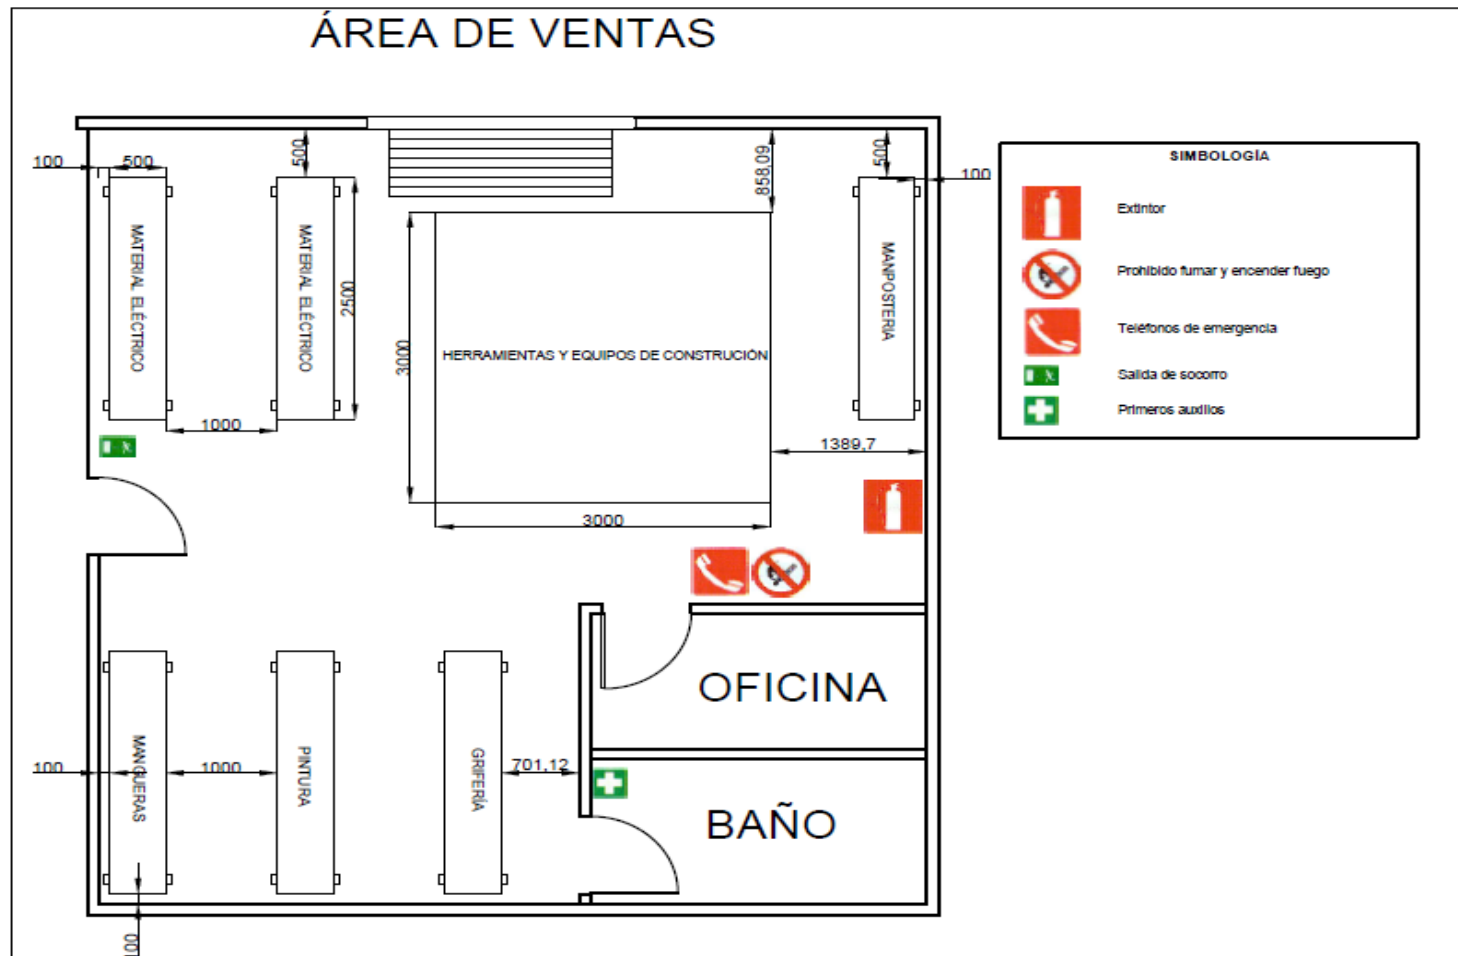 ÁREA DE VENTAS
100
500
500
858,09
500
100
MATERIAL ELÉCTRICO
MATERIAL ELÉCTRICO
2500
3000
HERRAMIENTAS Y EQUIPOS DE CONSTRUCIÓN
MANPOSTERIA
1000
1389,7
3000
SIMBOLOGÍA
Extintor
Prohibido fumar y encender fuego
Teléfonos de emergencia
Salida de socorro
Primeros auxilios
OFICINA
MANGUERAS
PINTURA
GRIFERÍA
100
1000
701,12
BAÑO